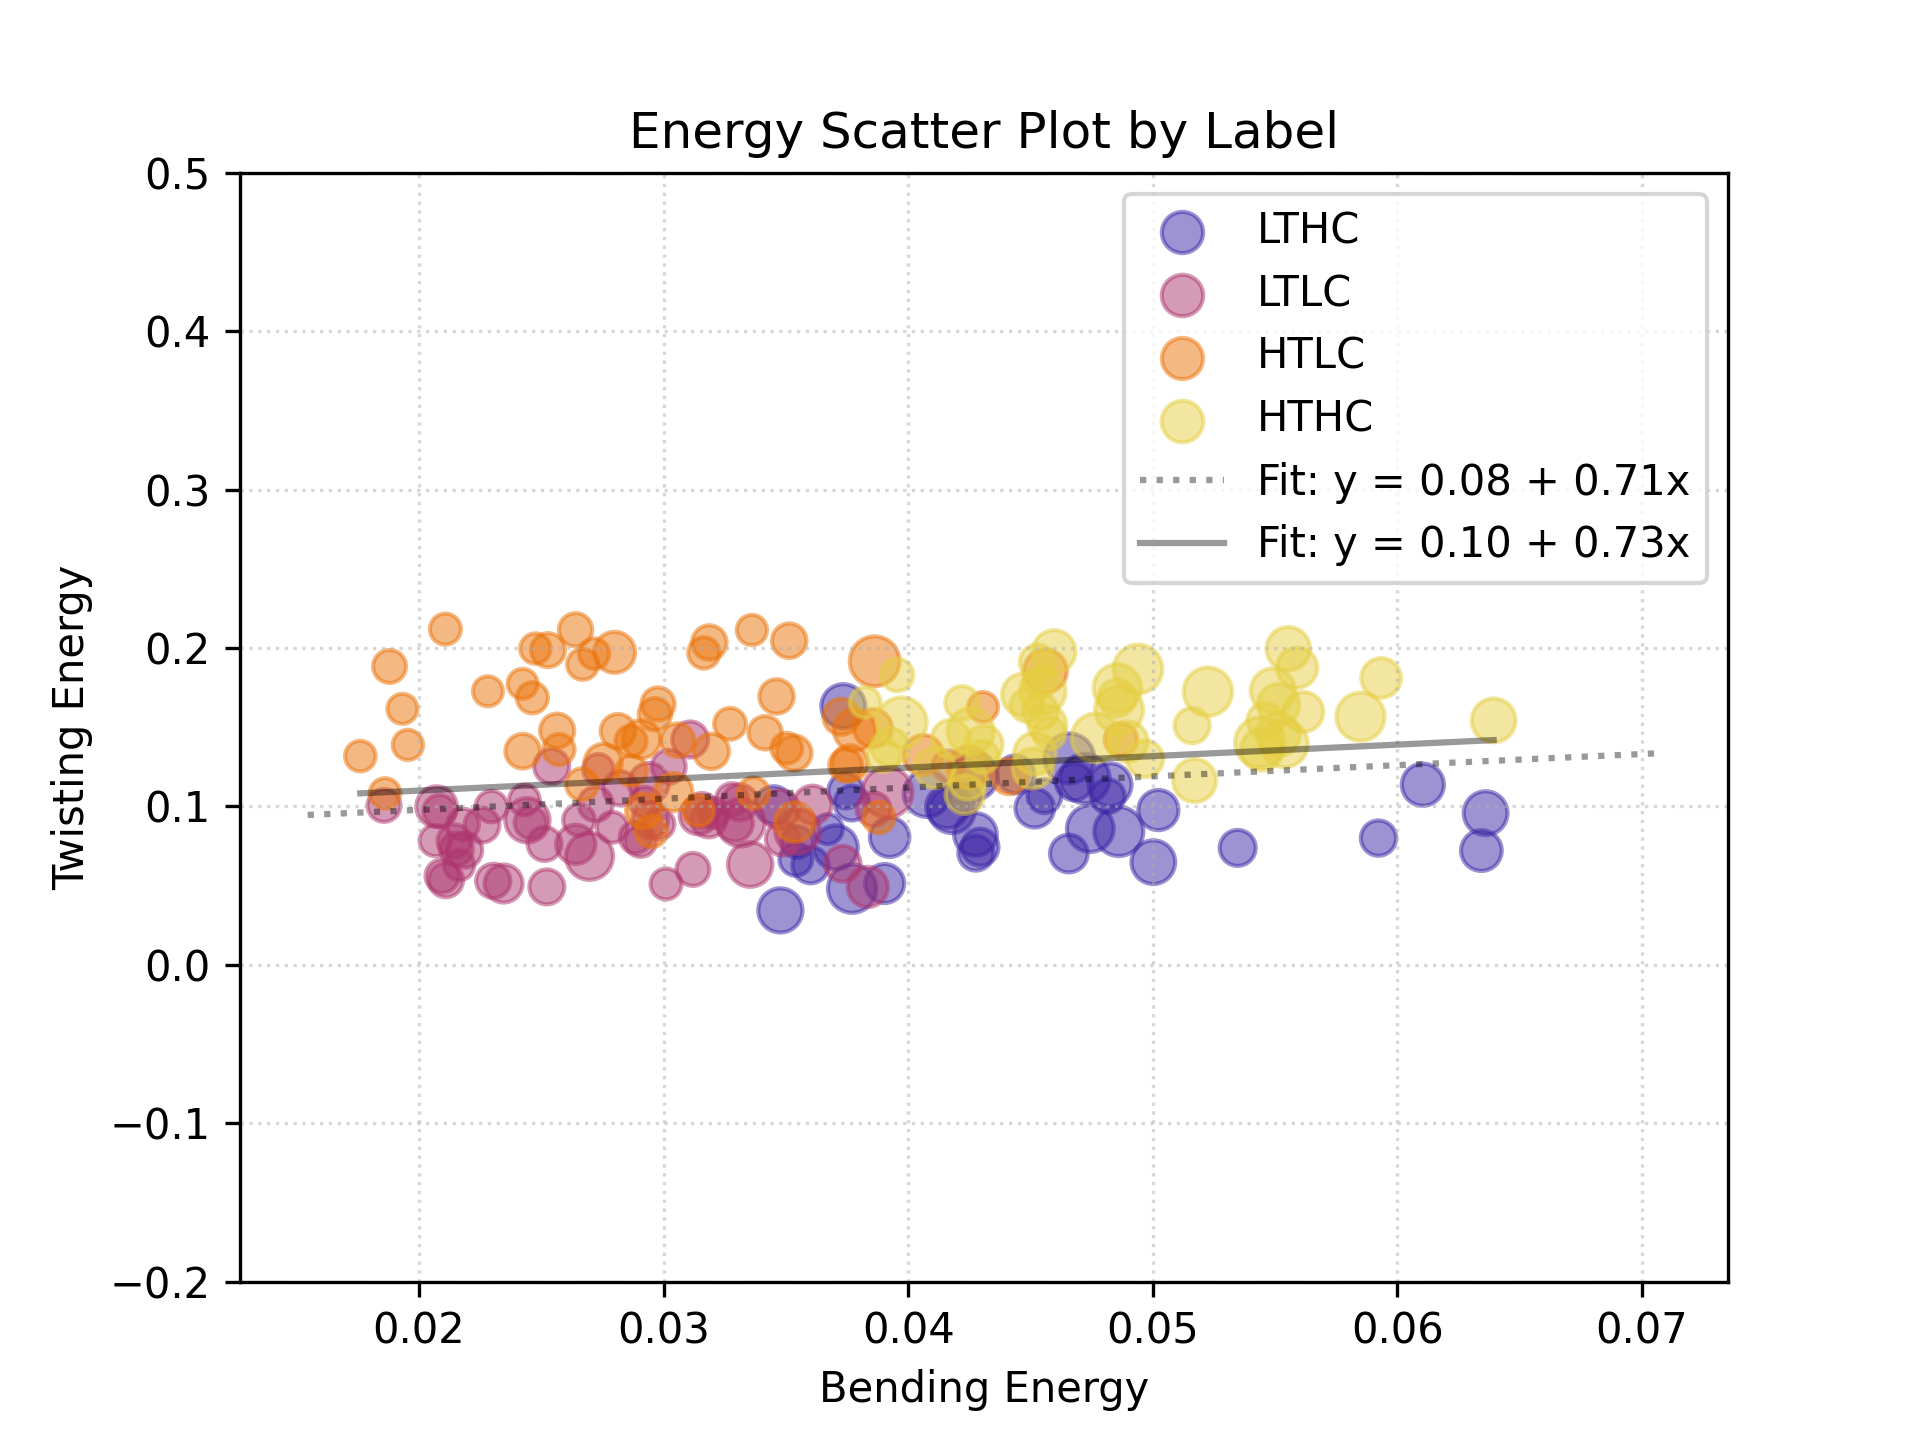 Energy Scatter Plot by Label
0.5
0.4
0.3
0.2
0.1
0.0
−0.1
−0.2
Twisting Energy
LTHC
LTLC
HTLC
HTHC
Fit: y = 0.08 + 0.71x
Fit: y = 0.10 + 0.73x
0.02 0.03 0.04 0.05 0.06 0.07
Bending Energy